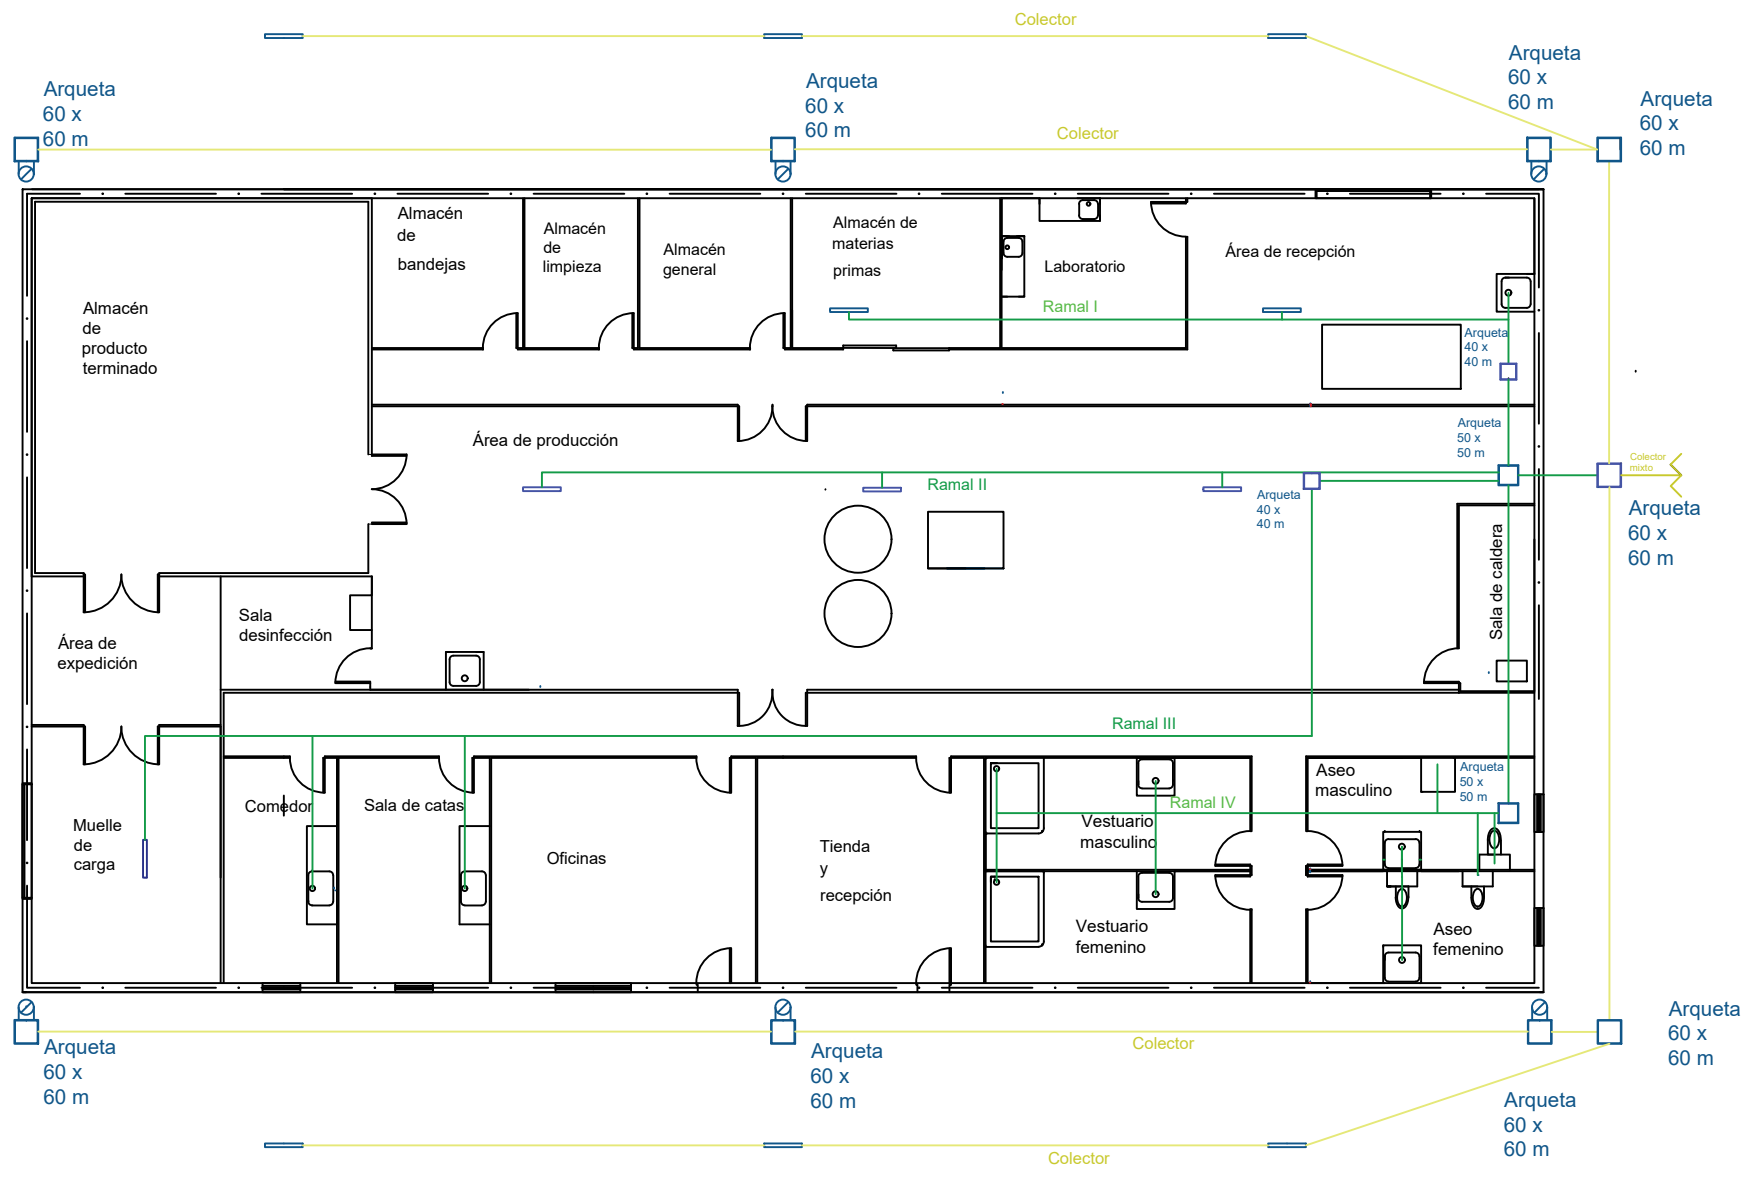 Colector
Arqueta
60 x
60 m
Arqueta
60 x
60 m
Arqueta
60 x
60 m
Arqueta
60 x
60 m
Colector
Almacén
de
bandejas
Almacén
de
limpieza
Almacén
general
Almacén de
materias
primas
Laboratorio
Área de recepción
Almacén
de
producto
terminado
Ramal I
Arqueta
40 x
40 m
Área de producción
Arqueta
50 x
50 m
Ramal II
Arqueta
40 x
40 m
Colector
mixto
Arqueta
60 x
60 m
Sala de caldera
Sala
desinfección
Área de
expedición
Ramal III
Muelle
de
carga
Comedor
Sala de catas
Oficinas
Tienda
y
recepción
Vestuario
masculino
Ramal IV
Aseo
masculino
Arqueta
50 x
50 m
Vestuario
femenino
Aseo
femenino
Arqueta
60 x
60 m
Arqueta
60 x
60 m
Colector
Arqueta
60 x
60 m
Arqueta
60 x
60 m
Colector